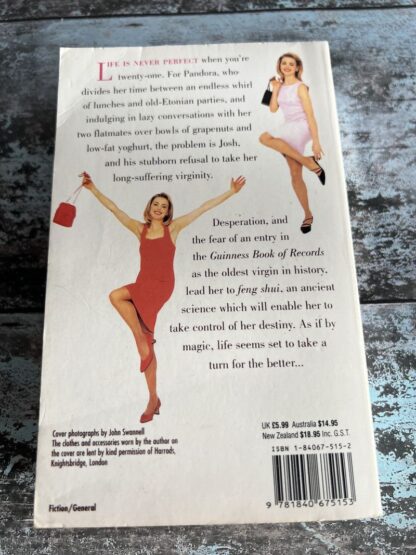 LIFE IS NEVER PERFECT when you're
twenty-one. For Pandora, who
divides her time between an endless whirl
of lunches and old-Etonian parties, and
indulging in lazy conversations with her
two flatmates over bowls of grapenuts and
low-fat yoghurt, the problem is Josh,
and his stubborn refusal to take her
long-suffering virginity.
Desperation, and
the fear of an entry in
the Guinness Book of Records
as the oldest virgin in history,
lead her to feng shui, an ancient
science which will enable her to
take control of her destiny. As if by
magic, life seems set to take a
turn for the better...
Cover photographs by John Swannell
The clothes and accessories worn by the author on
the cover are lent by kind permission of Harrods,
Knightsbridge, London
Fiction/General
UK £5.99 Australia $14.95
New Zealand $18.95 Inc. G.S.T.
ISBN 1-84067-515-2
9 781840 675153